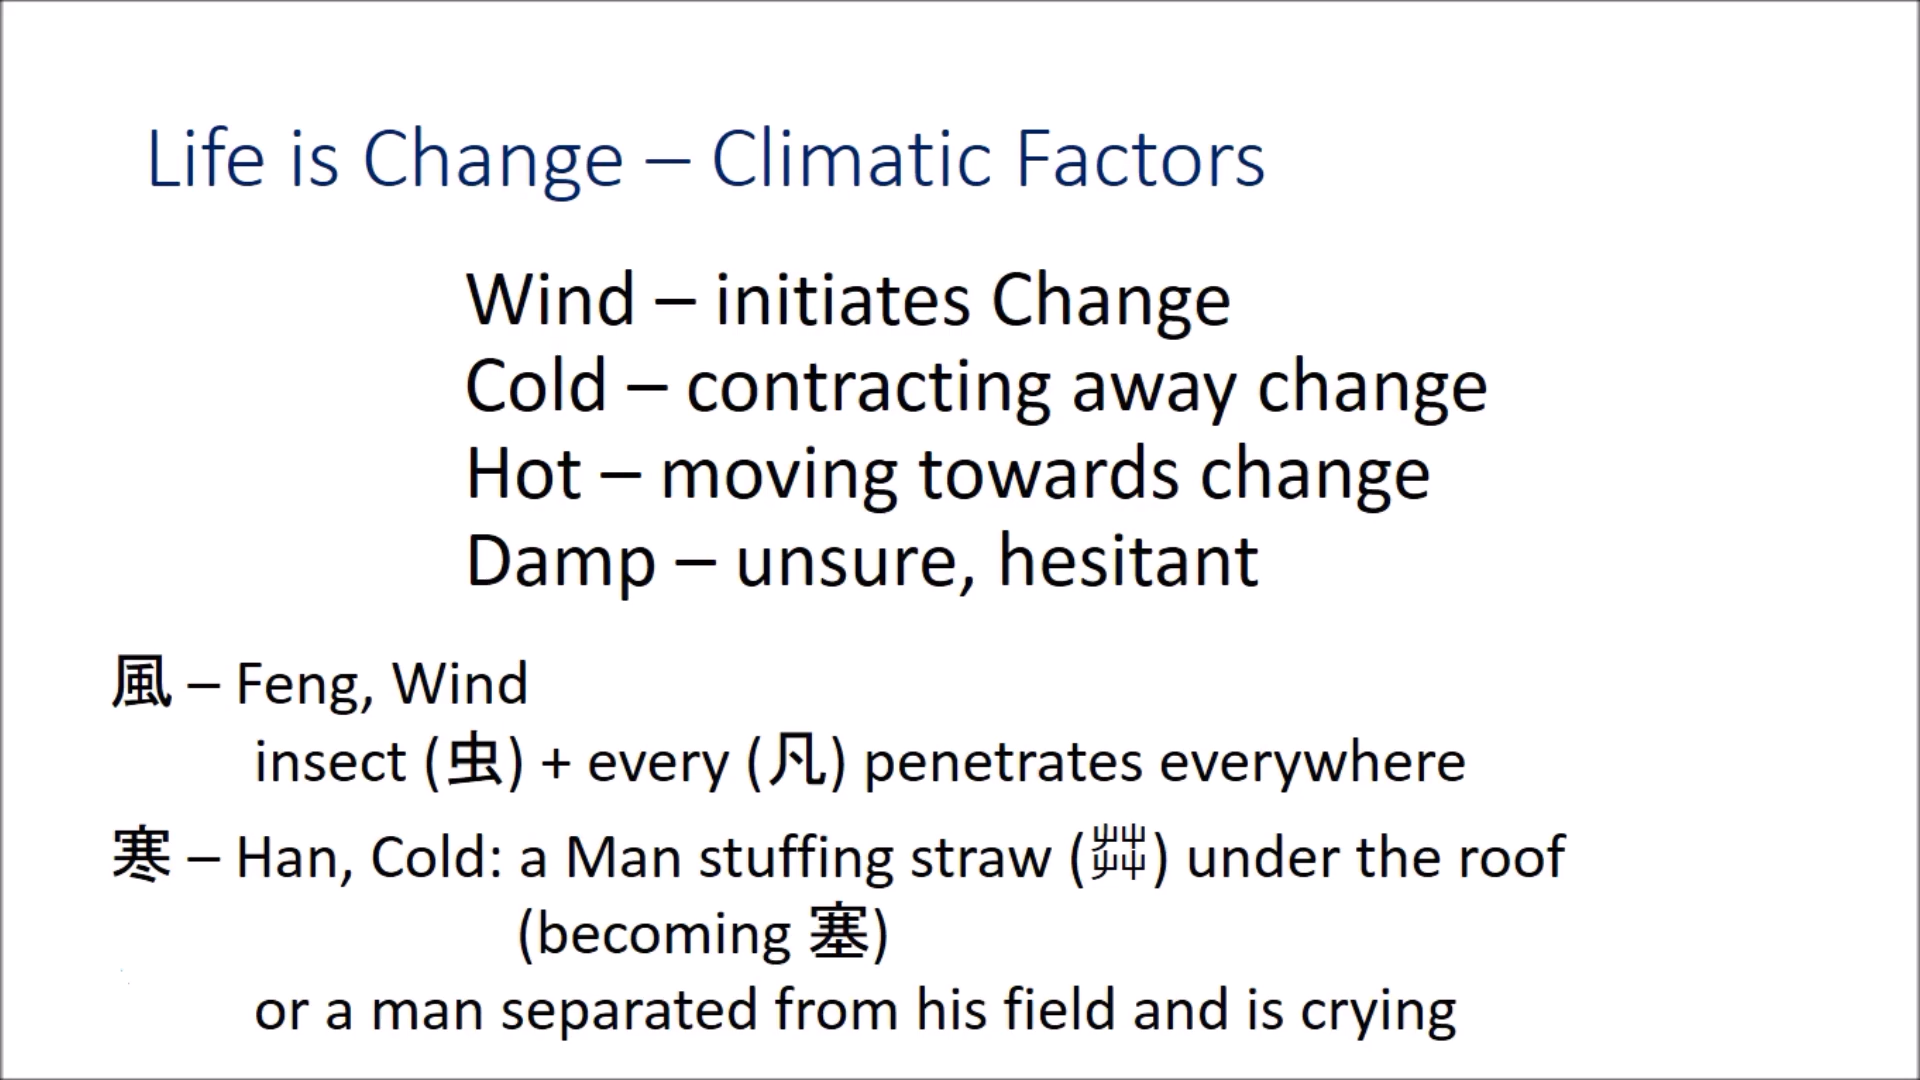 Life is Change – Climatic Factors
Wind – initiates Change
Cold – contracting away change
Hot – moving towards change
Damp – unsure, hesitant
風 – Feng, Wind
insect (虫) + every (凡) penetrates everywhere
寒 – Han, Cold: a Man stuffing straw (茻) under the roof
(becoming 塞)
or a man separated from his field and is crying